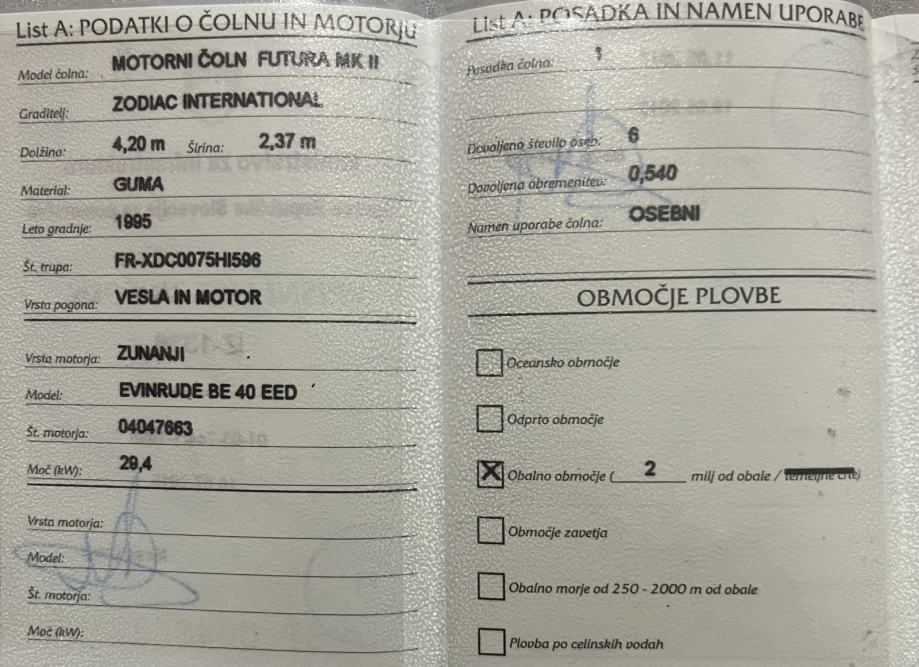 List A: PODATKI O ČOLNU IN MOTORJU
Model čolna: MOTORNI ČOLN FUTURA MK II
Graditelj: ZODIAC INTERNATIONAL
Dolžina: 4,20 m Širina: 2,37 m
Material: GUMA
Leto gradnje: 1995
Št. trupa: FR-XDC0075HI596
Vrsta pogona: VESLA IN MOTOR
Vrsta motorja: ZUNANJI
Model: EVINRUDE BE 40 EED
Št. motorja: 04047663
Moč (kW): 29,4
Vrsta motorja:
Model:
Št. motorja:
Moč (kW):
List A: POSADKA IN NAMEN UPORABE
Posadka čolna: 1
Dovoljeno število oseb: 6
Dovoljena obremenitev: 0,540
Namen uporabe čolna: OSEBNI
OBMOČJE PLOVBE
Oceansko območje
Odprto območje
X Obalno območje ( 2 milj od obale / temeljne črte)
Območje zavetja
Obalno morje od 250 - 2000 m od obale
Plovba po celinskih vodah